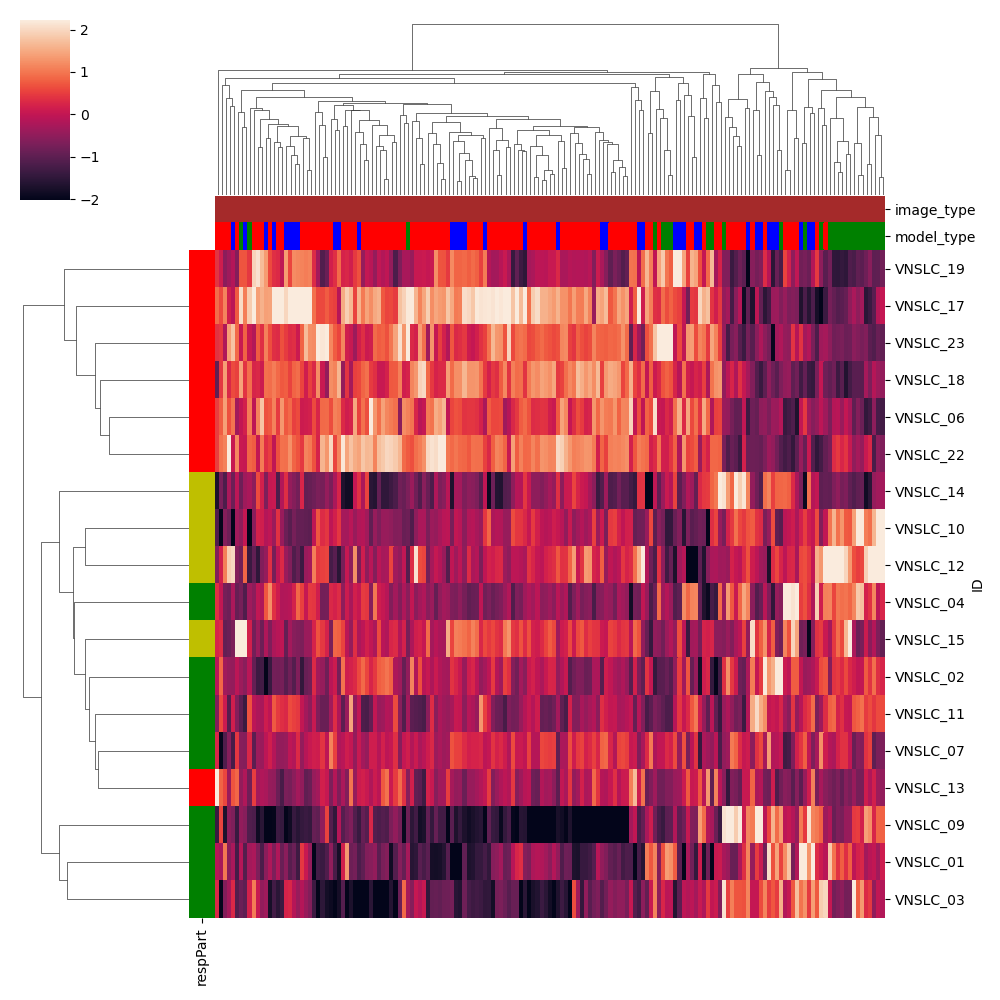 2
1
0
−1
−2
image_type
model_type
VNSLC_19
VNSLC_17
VNSLC_23
VNSLC_18
VNSLC_06
VNSLC_22
VNSLC_14
VNSLC_10
VNSLC_12
VNSLC_04
VNSLC_15
VNSLC_02
VNSLC_11
VNSLC_07
VNSLC_13
VNSLC_09
VNSLC_01
VNSLC_03
ID
respPart